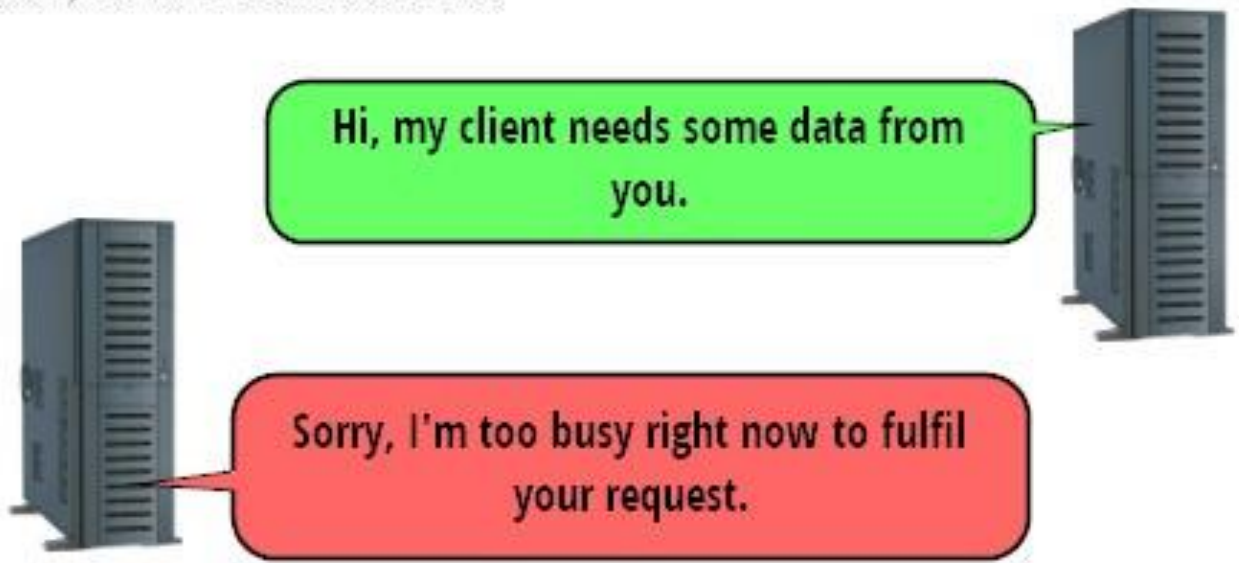 Hi, my client needs some data from
you.
Sorry, I'm too busy right now to fulfil
your request.